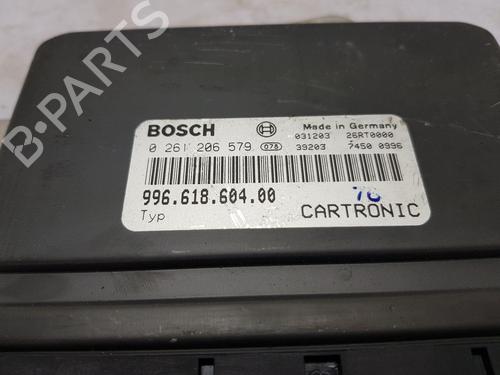 B-PARTS
BOSCH
Made in Germany
031203 26RT0000
0 261 206 579 078 39203 7450 0996
996.618.604.00
76
Typ
CARTRONIC